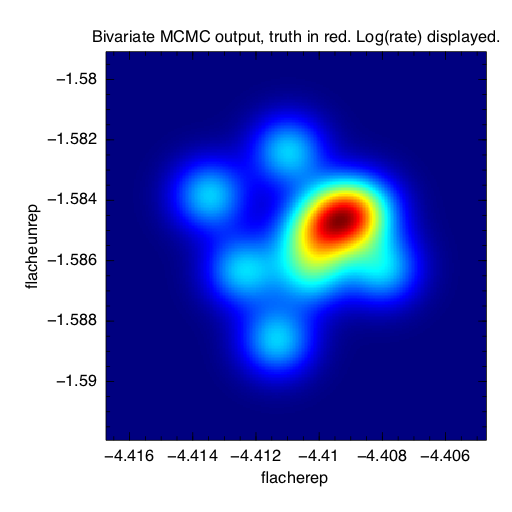 Bivariate MCMC output, truth in red. Log(rate) displayed.
−1.58
−1.582
−1.584
−1.586
−1.588
−1.59
flacheunrep
−4.416 −4.414 −4.412 −4.41 −4.408 −4.406
flacherep